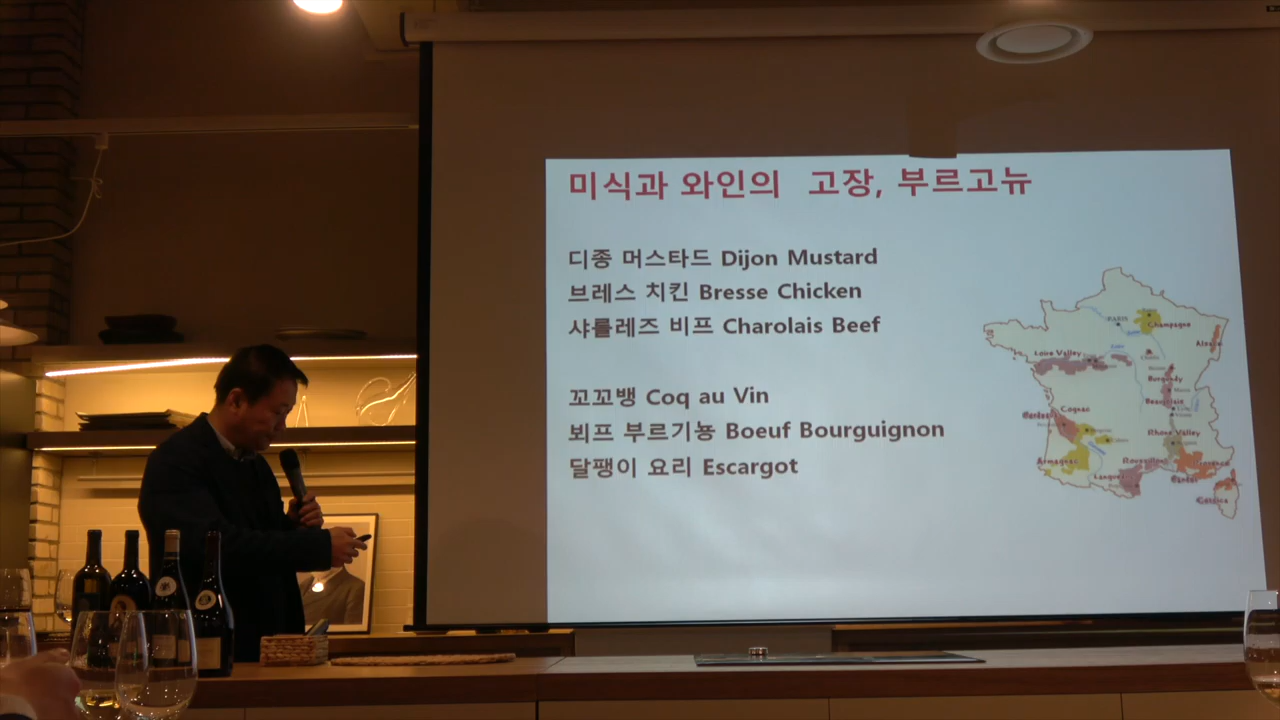 미식과 와인의 고장, 부르고뉴
디종 머스타드 Dijon Mustard
브레스 치킨 Bresse Chicken
샤를레즈 비프 Charolais Beef
꼬꼬뱅 Coq au Vin
뵈프 부르기뇽 Boeuf Bourguignon
달팽이 요리 Escargot
PARIS
Champagne
Alsace
Loire Valley
Burgundy
Beaujolais
Cognac
Bordeaux
Rhone Valley
Armagnac
Roussillon
Provence
Languedoc
Corsica